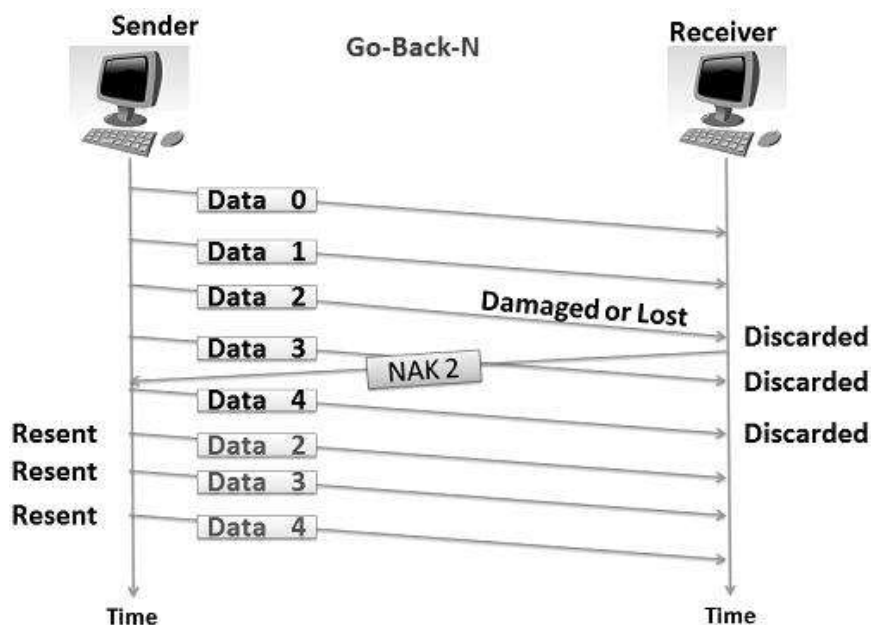 Sender
Receiver
Go-Back-N
Data 0
Data 1
Data 2
Damaged or Lost
Discarded
Data 3
NAK 2
Discarded
Data 4
Discarded
Resent
Data 2
Resent
Data 3
Resent
Data 4
Time
Time